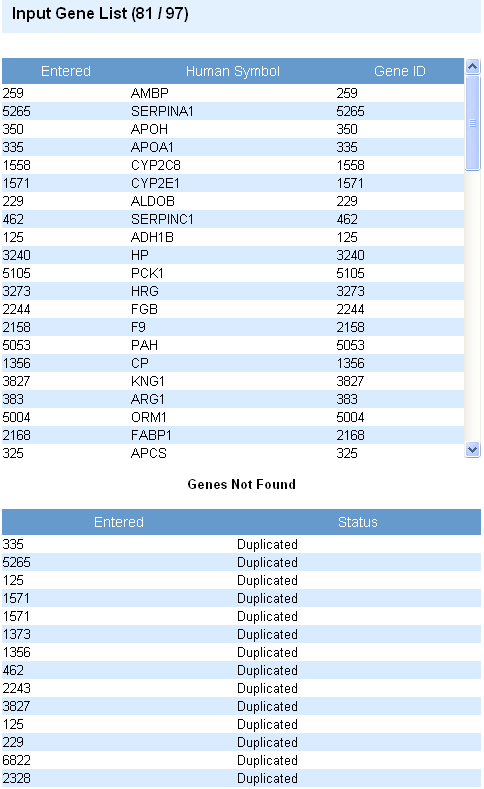 Input Gene List (81 / 97)
Entered Human Symbol Gene ID
259 AMBP 259
5265 SERPINA1 5265
350 APOH 350
335 APOA1 335
1558 CYP2C8 1558
1571 CYP2E1 1571
229 ALDOB 229
462 SERPINC1 462
125 ADH1B 125
3240 HP 3240
5105 PCK1 5105
3273 HRG 3273
2244 FGB 2244
2158 F9 2158
5053 PAH 5053
1356 CP 1356
3827 KNG1 3827
383 ARG1 383
5004 ORM1 5004
2168 FABP1 2168
325 APCS 325
Genes Not Found
Entered Status
335 Duplicated
5265 Duplicated
125 Duplicated
1571 Duplicated
1571 Duplicated
1373 Duplicated
1356 Duplicated
462 Duplicated
2243 Duplicated
3827 Duplicated
125 Duplicated
229 Duplicated
6822 Duplicated
2328 Duplicated